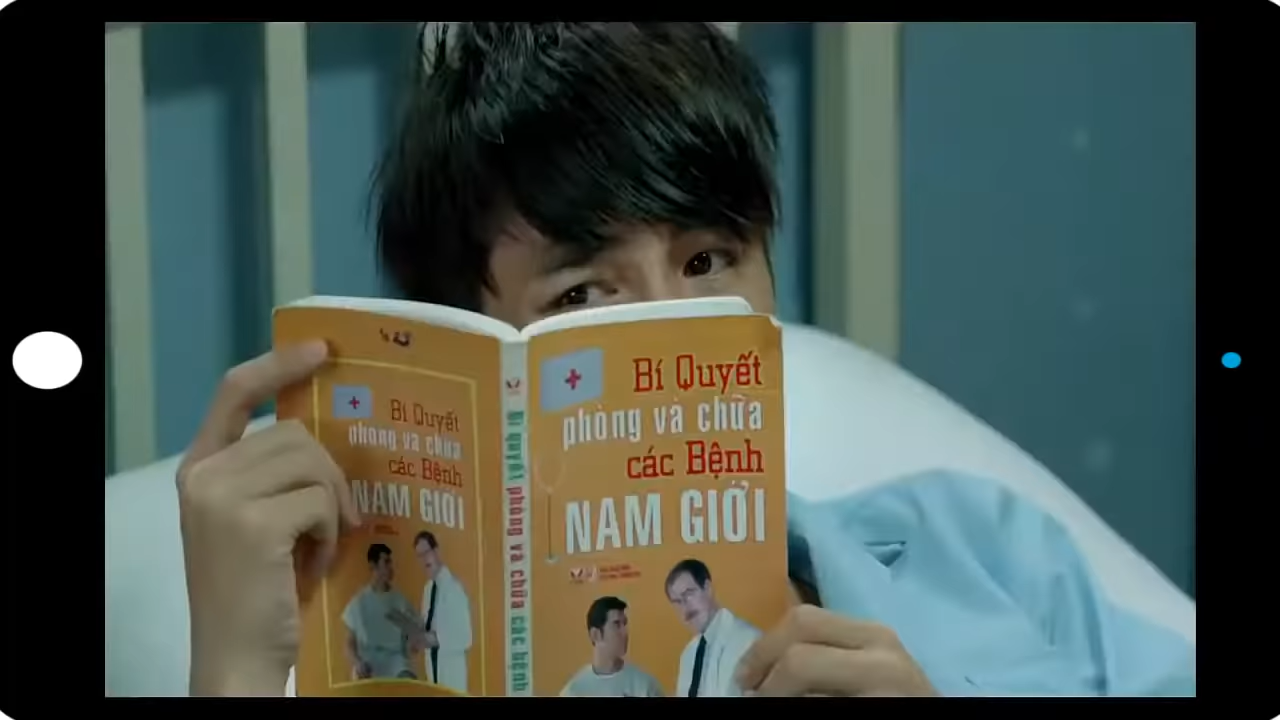 Bí Quyết
phòng và chữa
các Bệnh
NAM GIỚI
Bí quyết phòng và chữa các bệnh
Bí Quyết
phòng và chữa
các Bệnh
NAM GIỚI